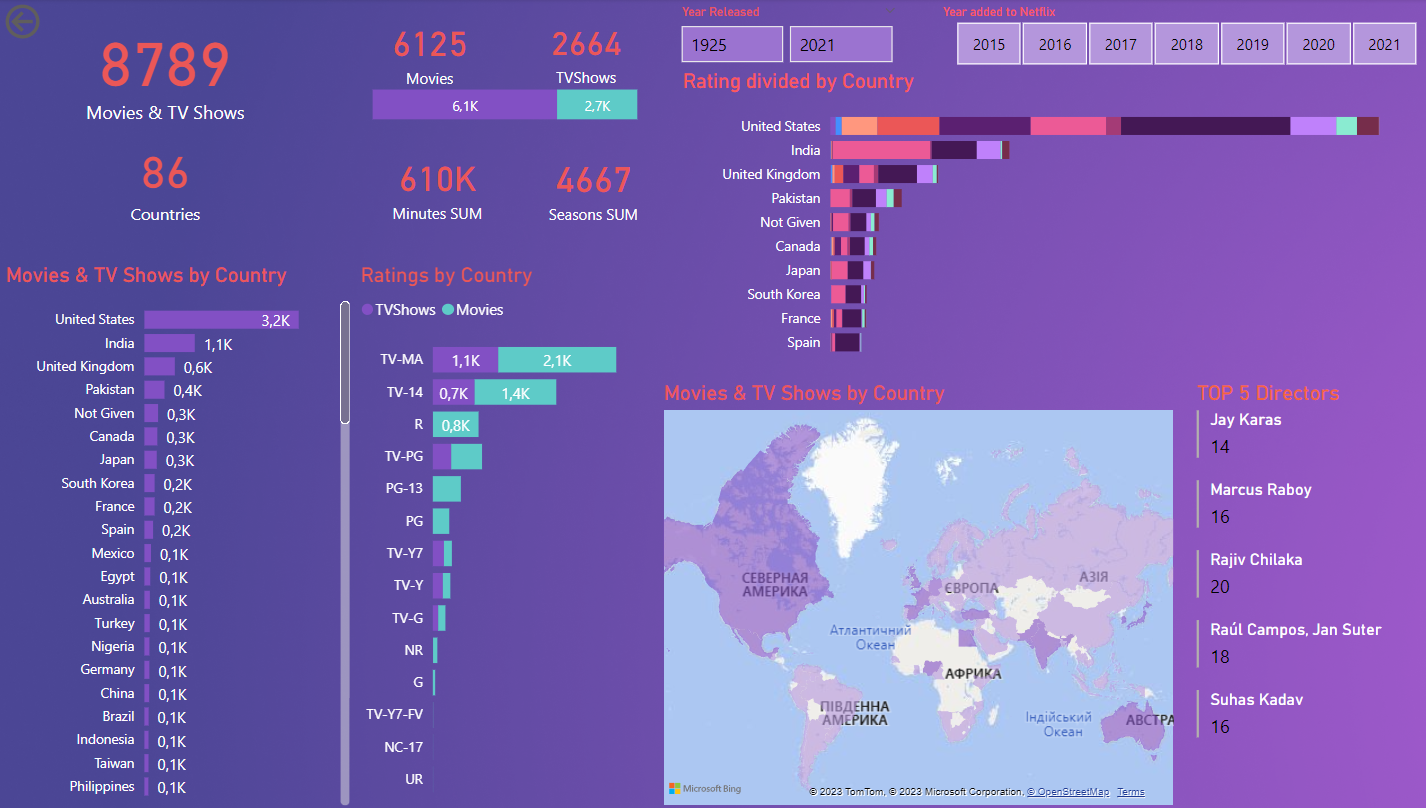 8789
Movies & TV Shows
86
Countries
6125
Movies
2664
TVShows
6,1K
2,7K
610K
Minutes SUM
4667
Seasons SUM
Year Released
1925
2021
Year added to Netflix
2015
2016
2017
2018
2019
2020
2021
Rating divided by Country
United States
India
United Kingdom
Pakistan
Not Given
Canada
Japan
South Korea
France
Spain
Movies & TV Shows by Country
United States 3,2K
India 1,1K
United Kingdom 0,6K
Pakistan 0,4K
Not Given 0,3K
Canada 0,3K
Japan 0,3K
South Korea 0,2K
France 0,2K
Spain 0,2K
Mexico 0,1K
Egypt 0,1K
Australia 0,1K
Turkey 0,1K
Nigeria 0,1K
Germany 0,1K
China 0,1K
Brazil 0,1K
Indonesia 0,1K
Taiwan 0,1K
Philippines 0,1K
Ratings by Country
TVShows Movies
TV-MA 1,1K 2,1K
TV-14 0,7K 1,4K
R 0,8K
TV-PG
PG-13
PG
TV-Y7
TV-Y
TV-G
NR
G
TV-Y7-FV
NC-17
UR
Movies & TV Shows by Country
СЕВЕРНАЯ
АМЕРИКА
ЄВРОПА
АЗІЯ
Атлантичний
Океан
АФРИКА
ПІВДЕННА
АМЕРИКА
Індійський
Океан
АВСТРА
Microsoft Bing
© 2023 TomTom, © 2023 Microsoft Corporation, © OpenStreetMap Terms
TOP 5 Directors
Jay Karas
14
Marcus Raboy
16
Rajiv Chilaka
20
Raúl Campos, Jan Suter
18
Suhas Kadav
16